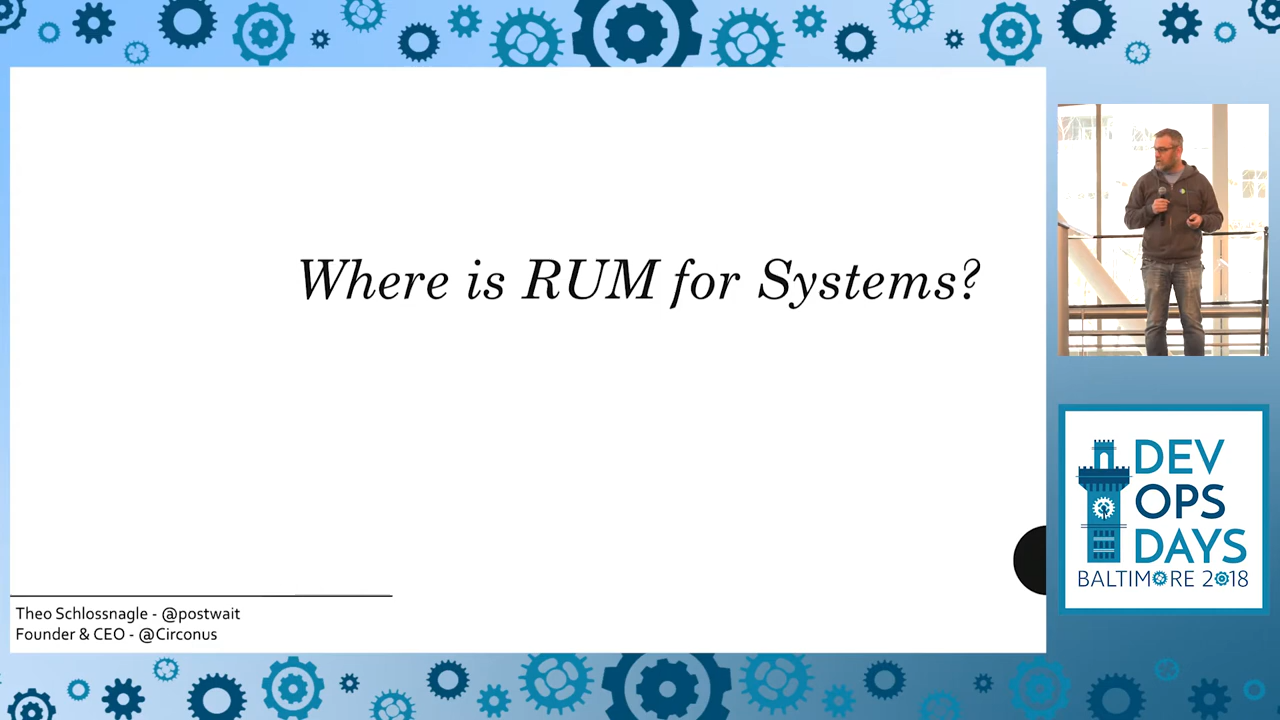 Where is RUM for Systems?
Theo Schlossnagle - @postwait
Founder & CEO - @Circonus
DEV
OPS
DAYS
BALTIMORE 2018